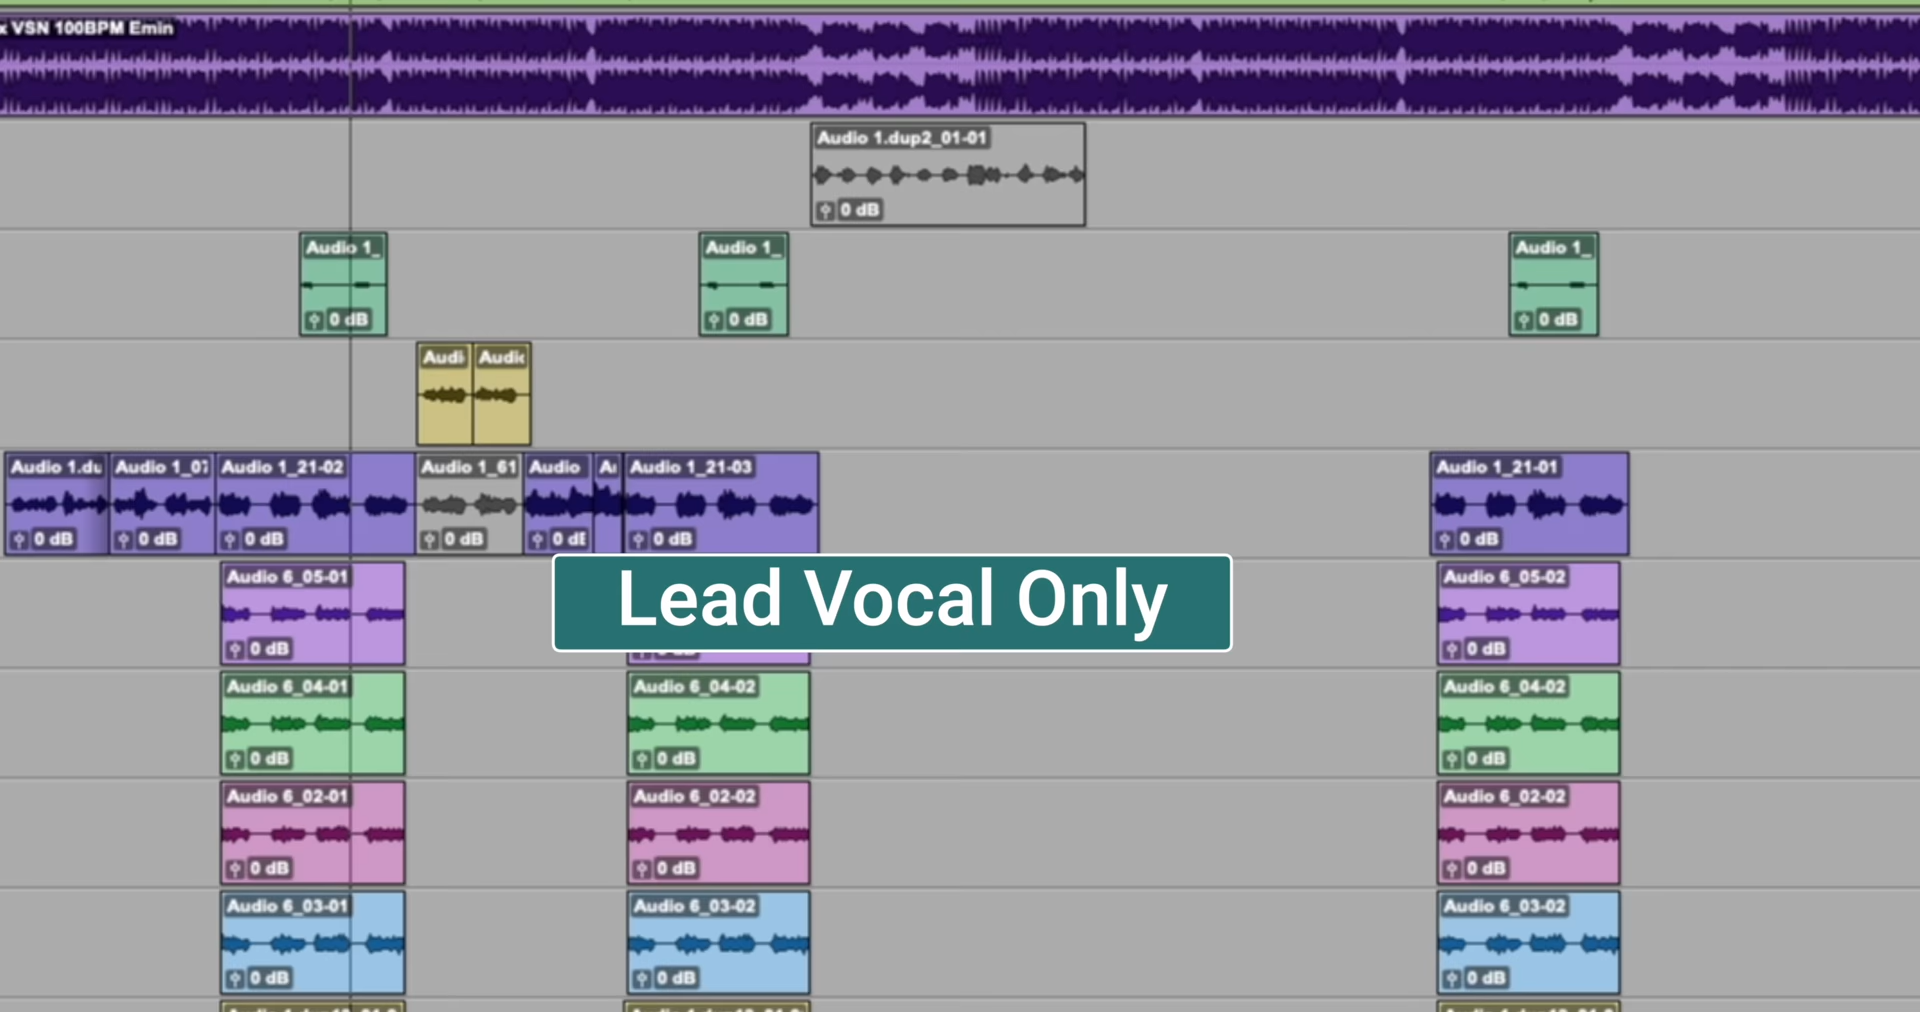 x VSN 100BPM Emin
Audio 1.dup2_01-01
0 dB
Audio 1_
Audio 1_
Audio 1_
0 dB
0 dB
0 dB
Audi
Audic
Audio 1.du
Audio 1_07
Audio 1_21-02
Audio 1_61
Audio
Au
Audio 1_21-03
Audio 1_21-01
0 dB
0 dB
0 dB
0 dB
0 dB
0 dB
0 dB
Audio 6_05-01
Lead Vocal Only
Audio 6_05-02
0 dB
0 dB
Audio 6_04-01
Audio 6_04-02
Audio 6_04-02
0 dB
0 dB
0 dB
Audio 6_02-01
Audio 6_02-02
Audio 6_02-02
0 dB
0 dB
0 dB
Audio 6_03-01
Audio 6_03-02
Audio 6_03-02
0 dB
0 dB
0 dB